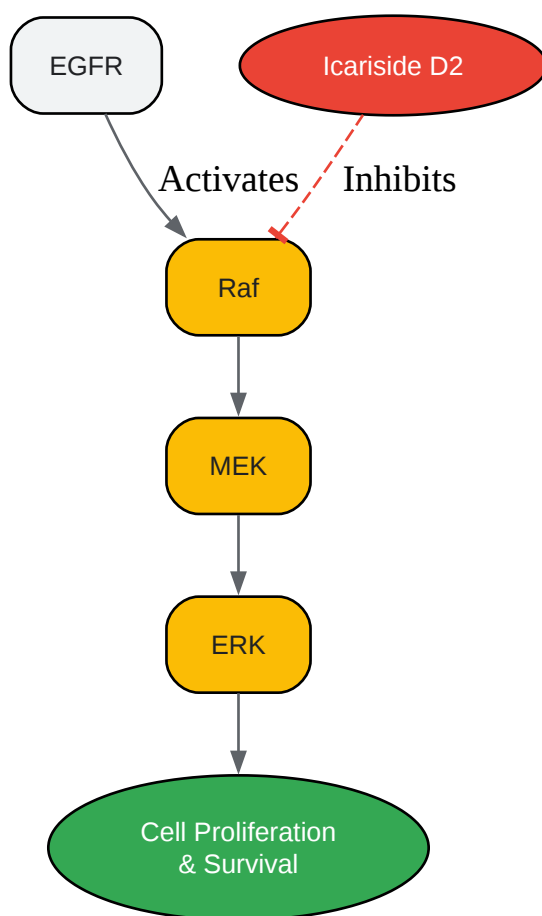 EGFR
Icariside D2
Activates
Inhibits
Raf
MEK
ERK
Cell Proliferation
& Survival